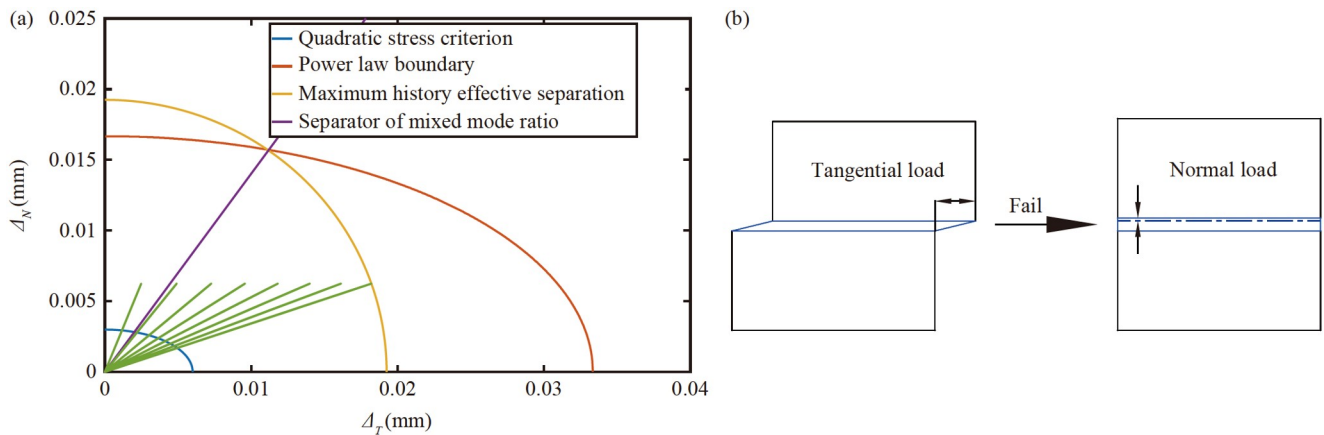 (a)
0.025
0.02
0.015
0.01
0.005
0
Δ_N (mm)
Quadratic stress criterion
Power law boundary
Maximum history effective separation
Separator of mixed mode ratio
0 0.01 0.02 0.03 0.04
Δ_T (mm)
(b)
Tangential load
Fail
Normal load